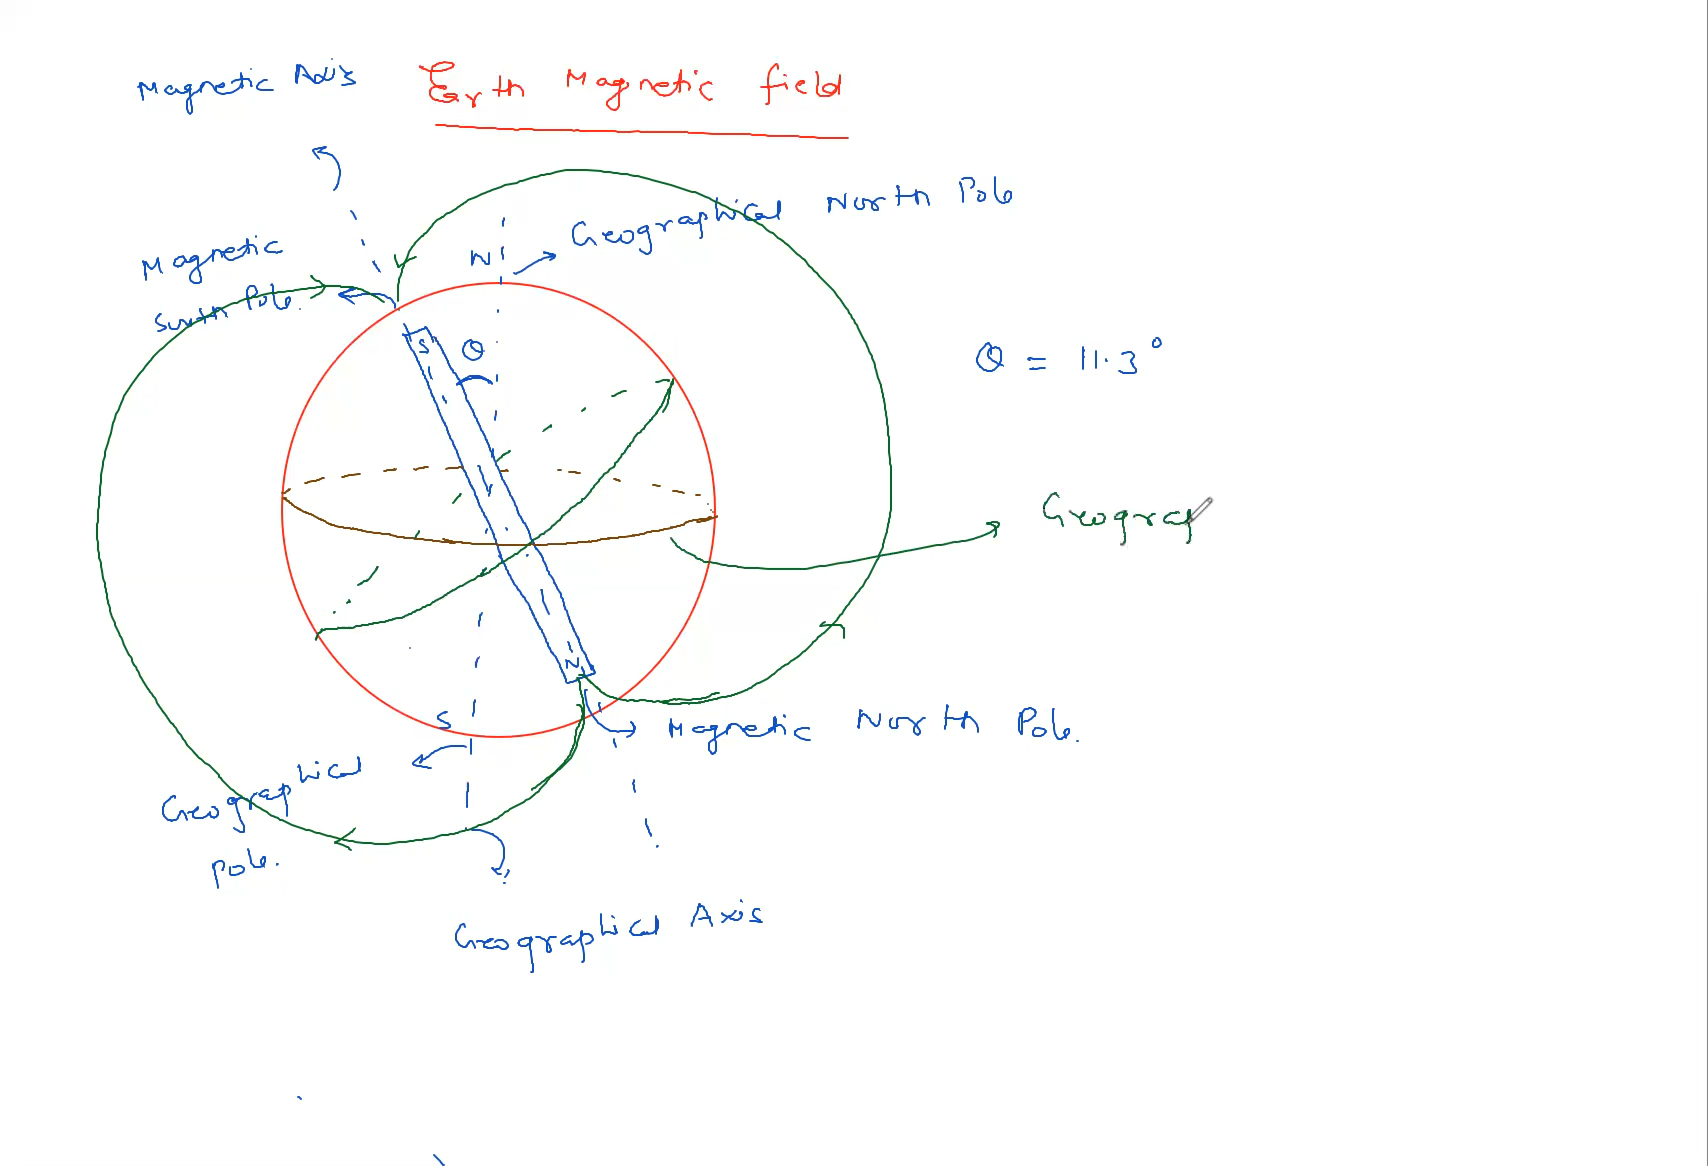 Magnetic Axis
Earth Magnetic field
Geographical North Pole
N
Magnetic
South Pole.
S
θ
θ = 11.3°
Geograp
N
S
Magnetic North Pole.
Geographical
pole.
Geographical Axis